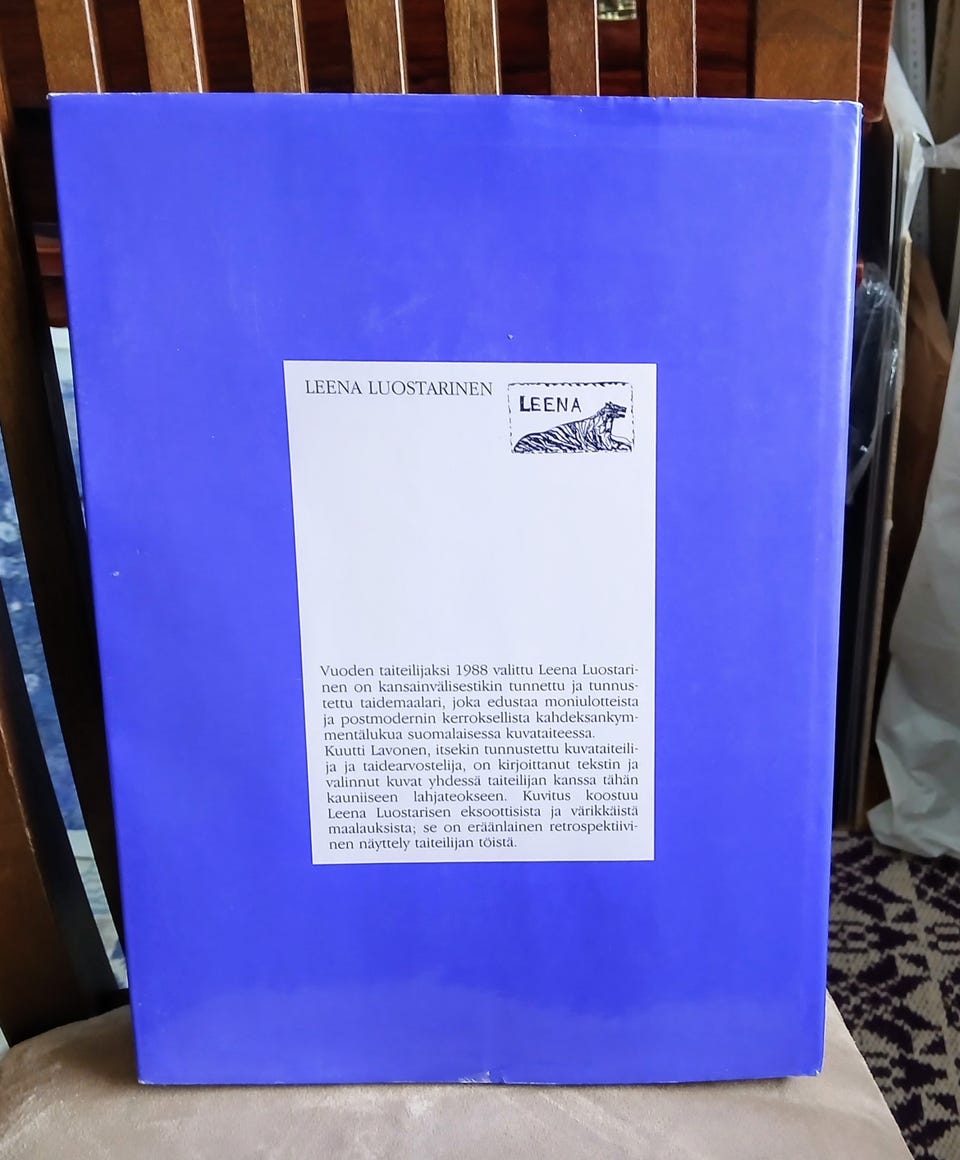 LEENA LUOSTARINEN
LEENA
Vuoden taiteilijaksi 1988 valittu Leena Luostari-
nen on kansainvälisestikin tunnettu ja tunnus-
tettu taidemaalari, joka edustaa moniulotteista
ja postmodernin kerroksellista kahdeksankym-
mentälukua suomalaisessa kuvataiteessa.
Kuutti Lavonen, itsekin tunnustettu kuvataiteili-
ja ja taidearvostelija, on kirjoittanut tekstin ja
valinnut kuvat yhdessä taiteilijan kanssa tähän
kauniiseen lahjateokseen. Kuvitus koostuu
Leena Luostarisen eksoottisista ja värikkäistä
maalauksista; se on eräänlainen retrospektiivi-
nen näyttely taiteilijan töistä.